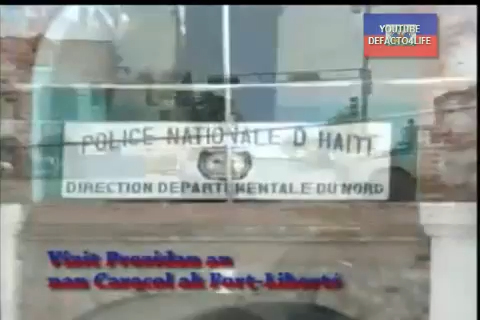 YOUTUBE
DEFACTO4LIFE
POLICE NATIONALE D HAITI
DIRECTION DEPARTEMENTALE DU NORD
Vizit Prezidan an
nan Caracol ak Fort-Liberté